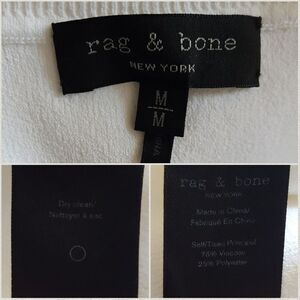 rag & bone
NEW YORK
M
M
Dryclean/
Nettoyer à sec
rag & bone
NEW YORK
Made in China/
Fabriqué En Chine
Self/Tissu Principal
75% Viscose
25% Polyester